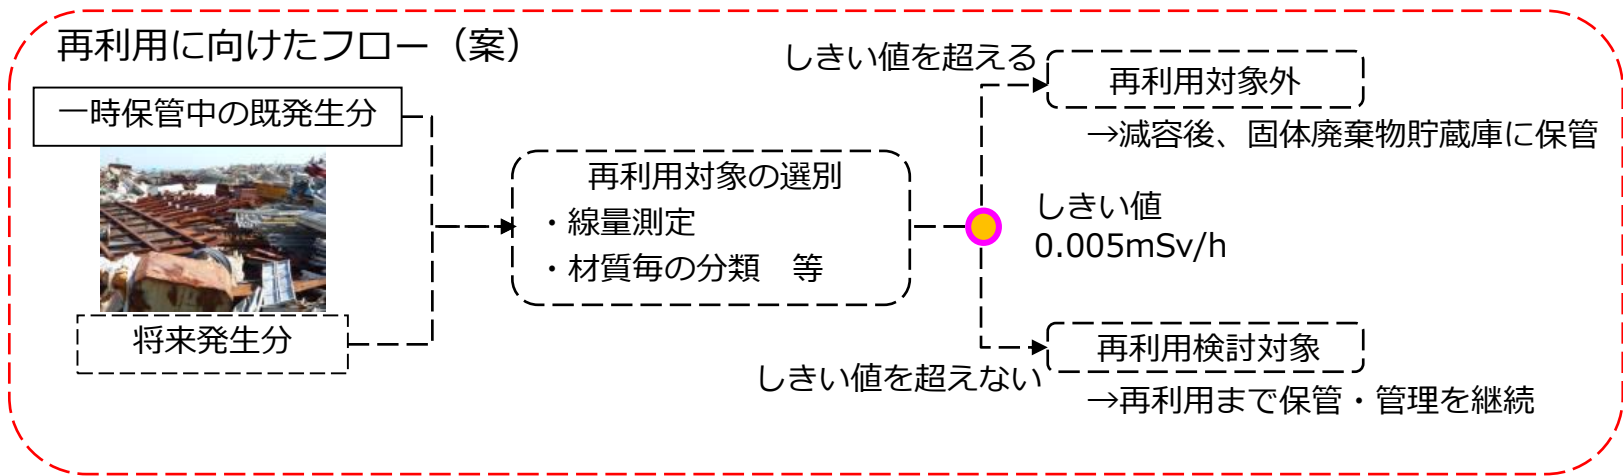 再利用に向けたフロー（案）
一時保管中の既発生分
将来発生分
再利用対象の選別
・線量測定
・材質毎の分類　等
しきい値を超える
再利用対象外
→減容後、固体廃棄物貯蔵庫に保管
しきい値
0.005mSv/h
しきい値を超えない
再利用検討対象
→再利用まで保管・管理を継続